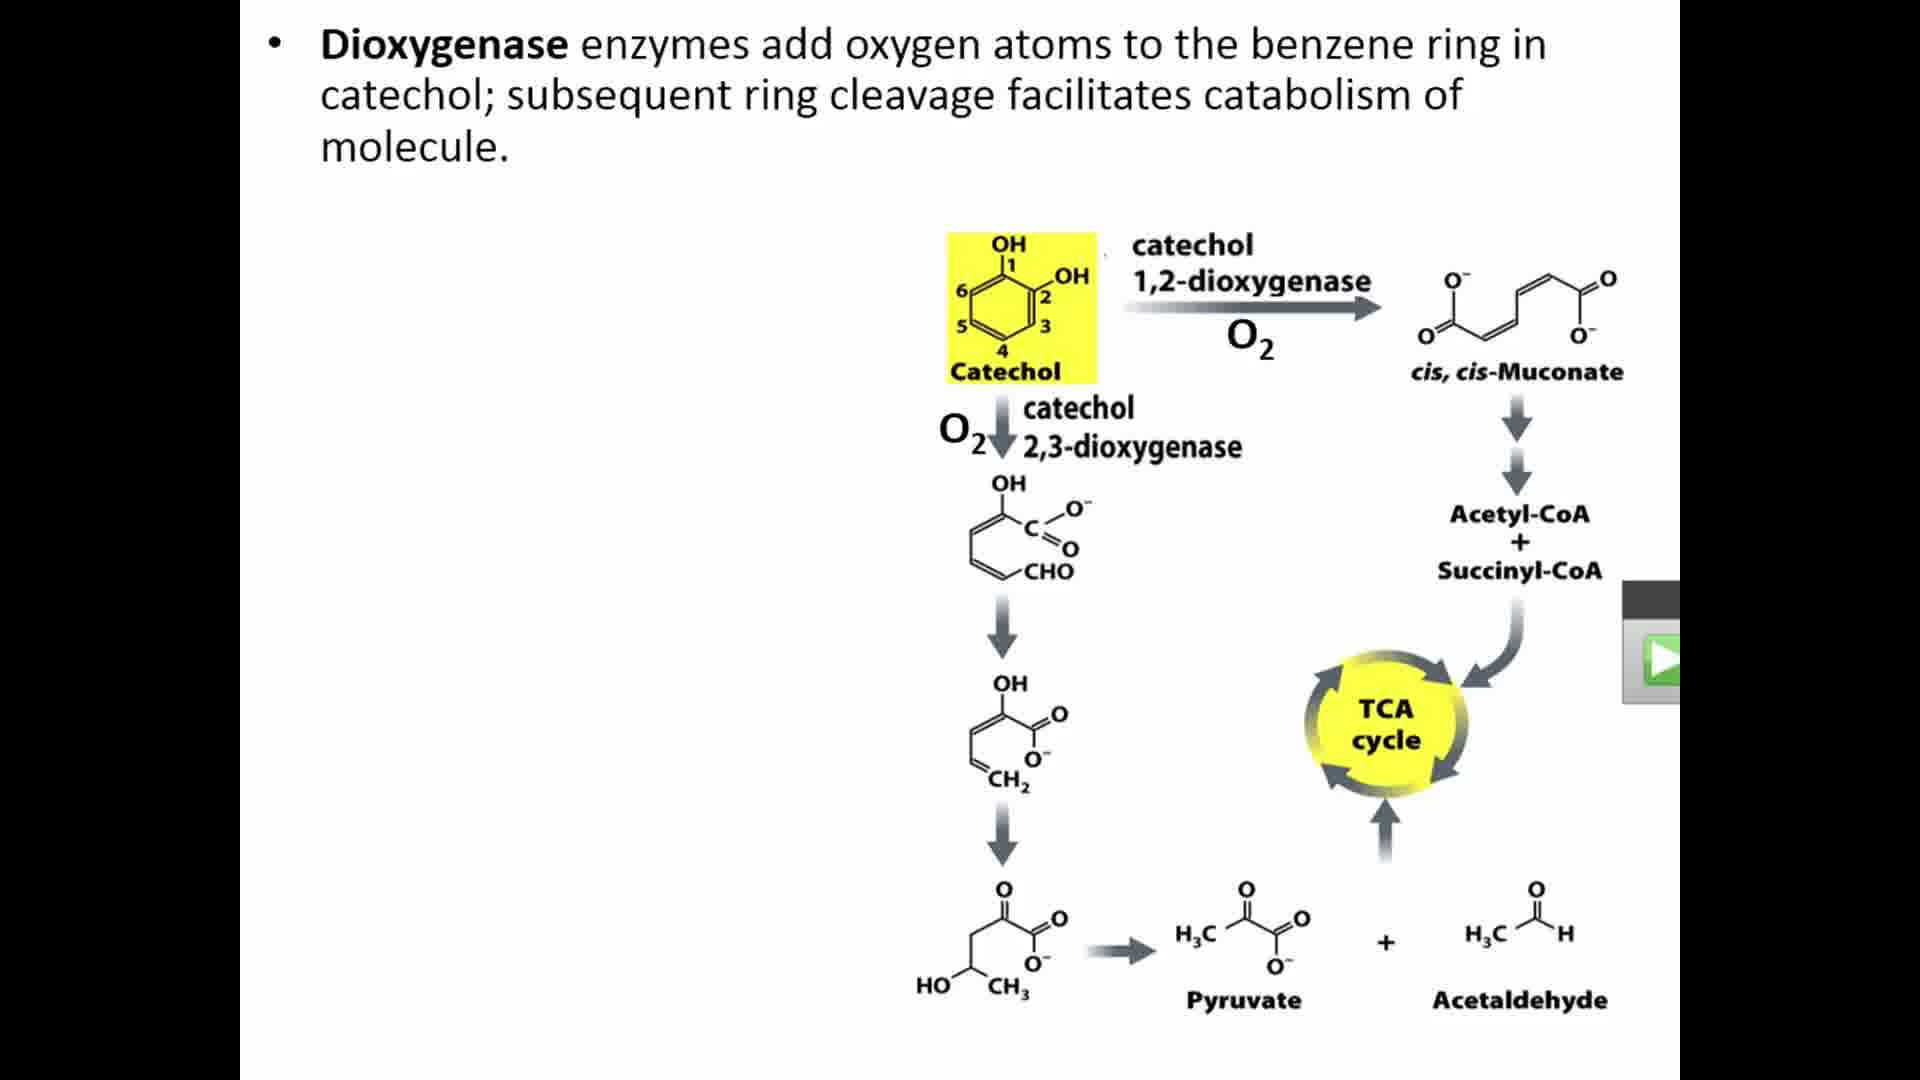 • Dioxygenase enzymes add oxygen atoms to the benzene ring in
catechol; subsequent ring cleavage facilitates catabolism of
molecule.
OH
1
OH
6
2
5
3
4
Catechol
catechol
1,2-dioxygenase
O₂
O⁻
O
O
O⁻
cis, cis-Muconate
O₂
catechol
2,3-dioxygenase
OH
O⁻
C
O
CHO
Acetyl-CoA
+
Succinyl-CoA
OH
O
O⁻
CH₂
TCA
cycle
O
O
O⁻
HO
CH₃
O
H₃C
O
O⁻
Pyruvate
+
O
H₃C
H
Acetaldehyde